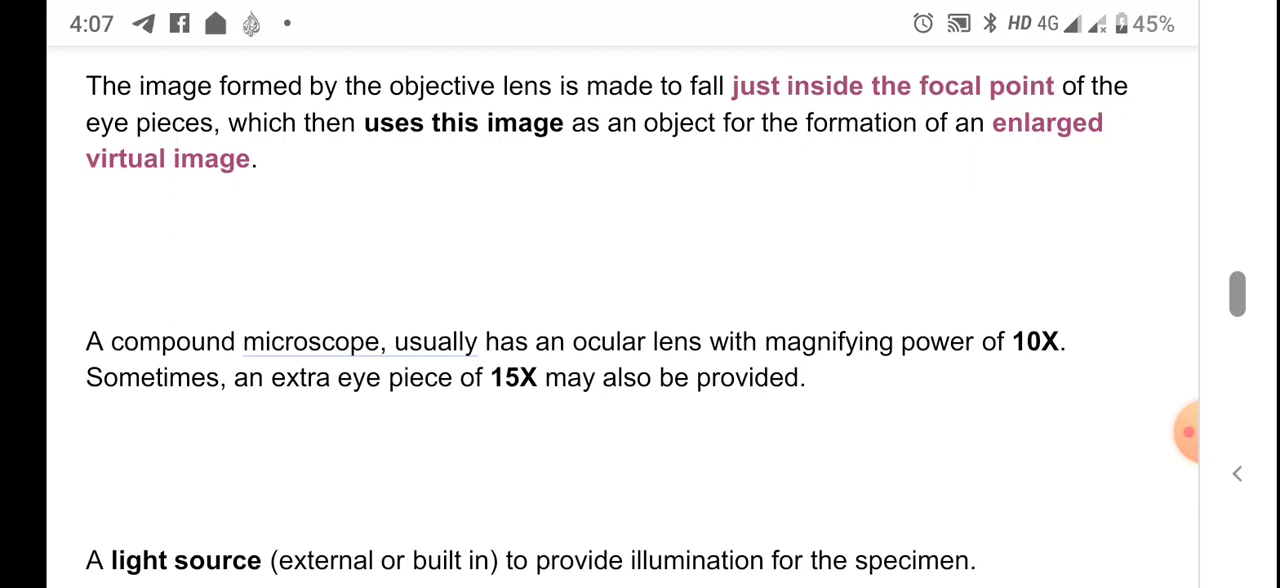 4:07 HD 4G 45%
The image formed by the objective lens is made to fall just inside the focal point of the
eye pieces, which then uses this image as an object for the formation of an enlarged
virtual image.
A compound microscope, usually has an ocular lens with magnifying power of 10X.
Sometimes, an extra eye piece of 15X may also be provided.
A light source (external or built in) to provide illumination for the specimen.